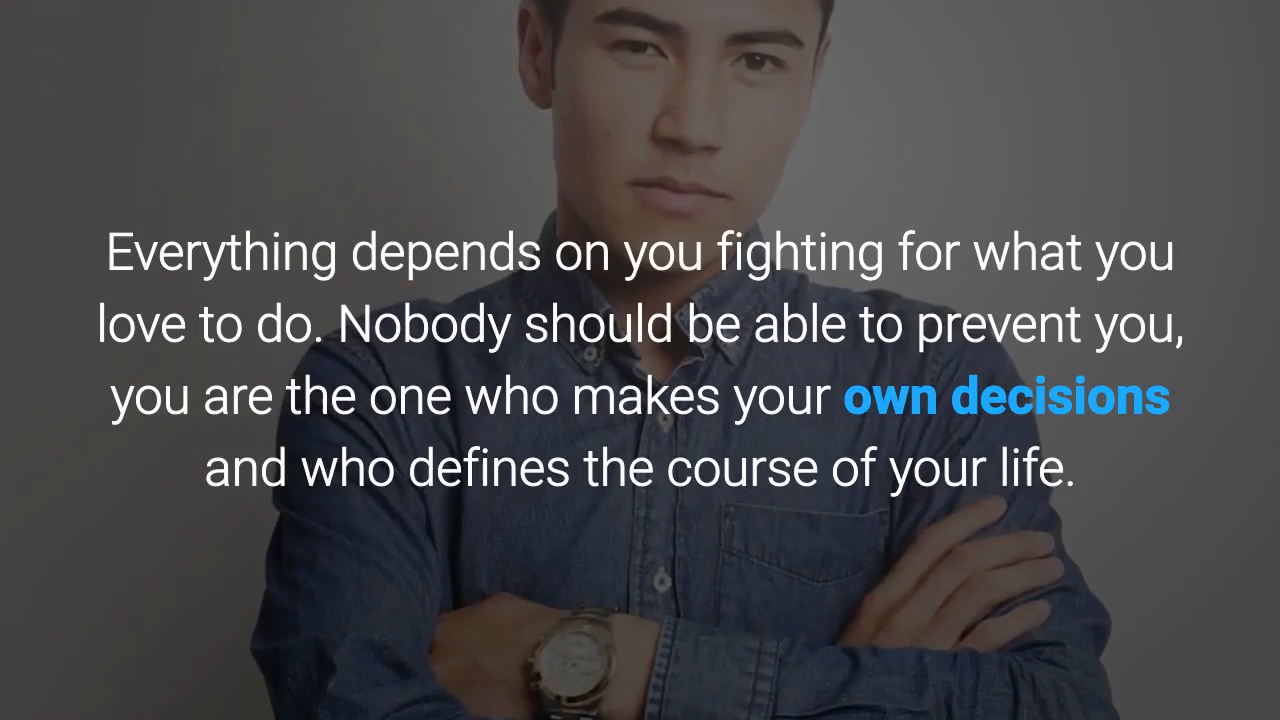 Everything depends on you fighting for what you
love to do. Nobody should be able to prevent you,
you are the one who makes your own decisions
and who defines the course of your life.